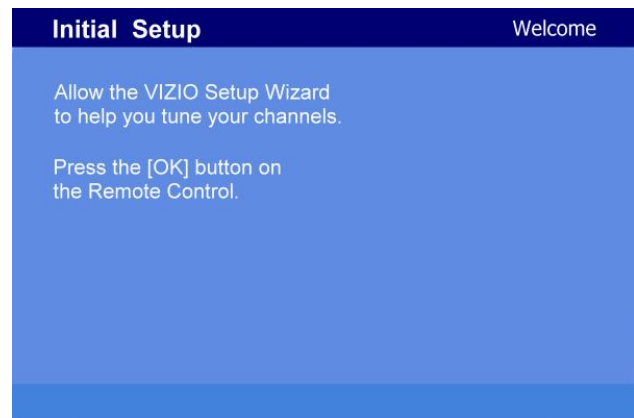 Initial Setup
Welcome
Allow the VIZIO Setup Wizard
to help you tune your channels.
Press the [OK] button on
the Remote Control.